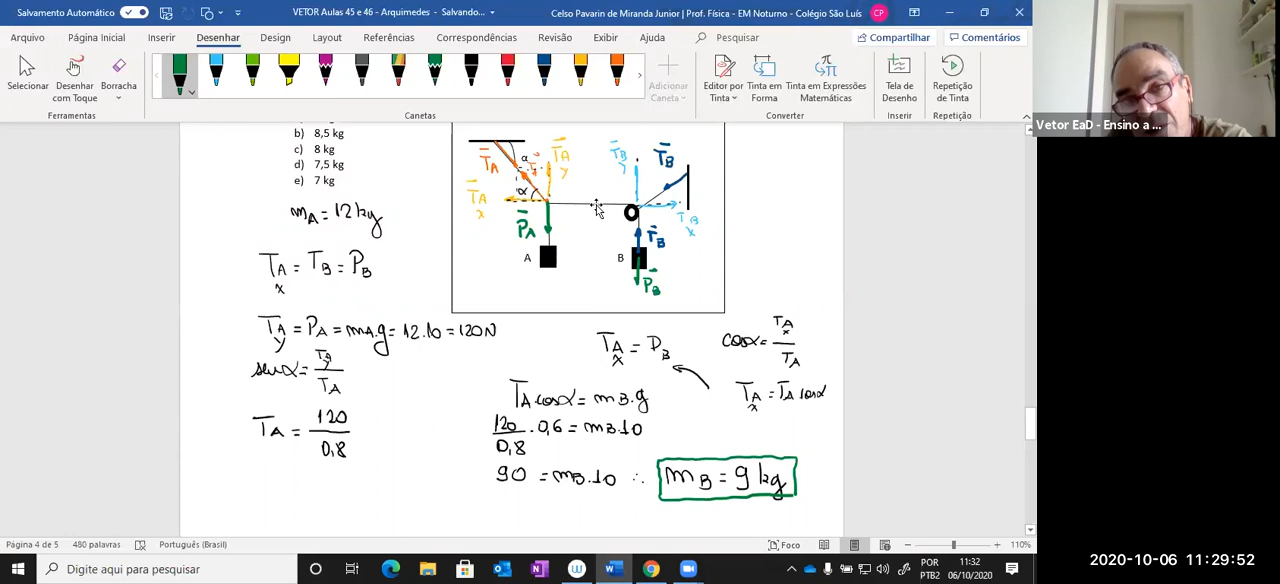 Salvamento Automático
VETOR Aulas 45 e 46 - Arquimedes - Salvando...
Celso Pavarin de Miranda Junior | Prof. Física - EM Noturno - Colégio São Luís
CP
Arquivo
Página Inicial
Inserir
Desenhar
Design
Layout
Referências
Correspondências
Revisão
Exibir
Ajuda
Pesquisar
Compartilhar
Comentários
Selecionar
Desenhar com Toque
Borracha
Adicionar Caneta
Editor por Tinta
Tinta em Forma
Tinta em Expressões Matemáticas
Tela de Desenho
Repetição de Tinta
Ferramentas
Canetas
Converter
Inserir
Repetição
Vetor EaD - Ensino a ...
b) 8,5 kg
c) 8 kg
d) 7,5 kg
e) 7 kg
mA = 12 kg
TAx = TB = PB
TAy = PA = mA.g = 12.10 = 120N
sen α = TAy / TA
TA = 120 / 0,8
TA
α
TAy
TAx
α
PA
A
TBy
TB
TBx
TB
B
PB
TAx = PB
cos α = TAx / TA
TAx = TA cos α
TA cos α = mB.g
120 / 0,8 . 0,6 = mB.10
90 = mB.10 ∴ mB = 9 kg
Página 4 de 5
480 palavras
Português (Brasil)
Foco
110%
Digite aqui para pesquisar
POR
PTB2
11:32
06/10/2020
2020-10-06 11:29:52